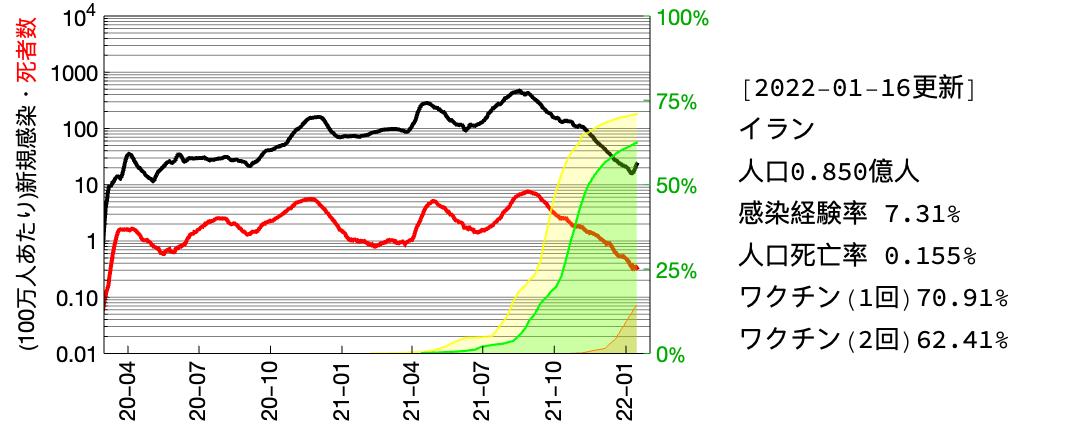 (100万人あたり)新規感染・死者数
10^4
1000
100
10
1
0.10
0.01
100%
75%
50%
25%
0%
20-04
20-07
20-10
21-01
21-04
21-07
21-10
22-01
[2022-01-16更新]
イラン
人口0.850億人
感染経験率 7.31%
人口死亡率 0.155%
ワクチン(1回)70.91%
ワクチン(2回)62.41%